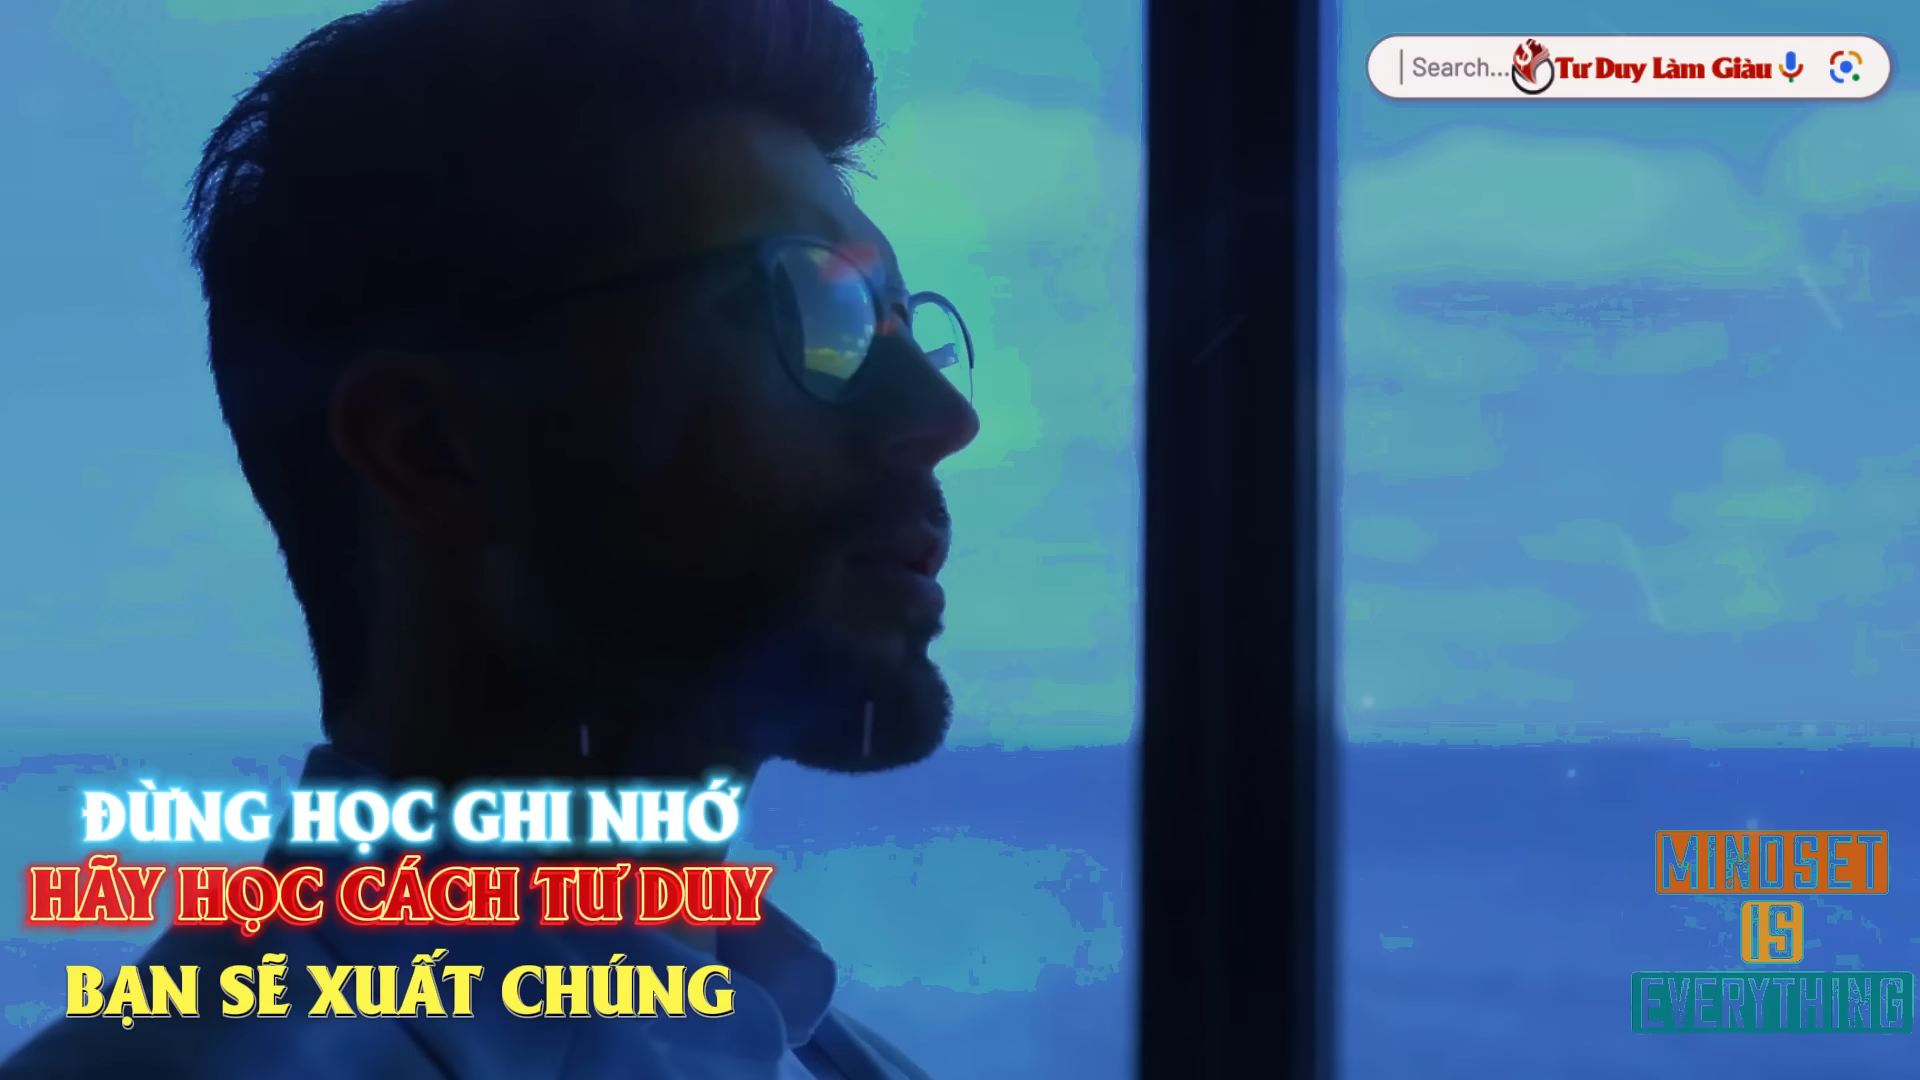 Search... Tư Duy Làm Giàu
ĐỪNG HỌC GHI NHỚ
HÃY HỌC CÁCH TƯ DUY
BẠN SẼ XUẤT CHÚNG
MINDSET
IS
EVERYTHING